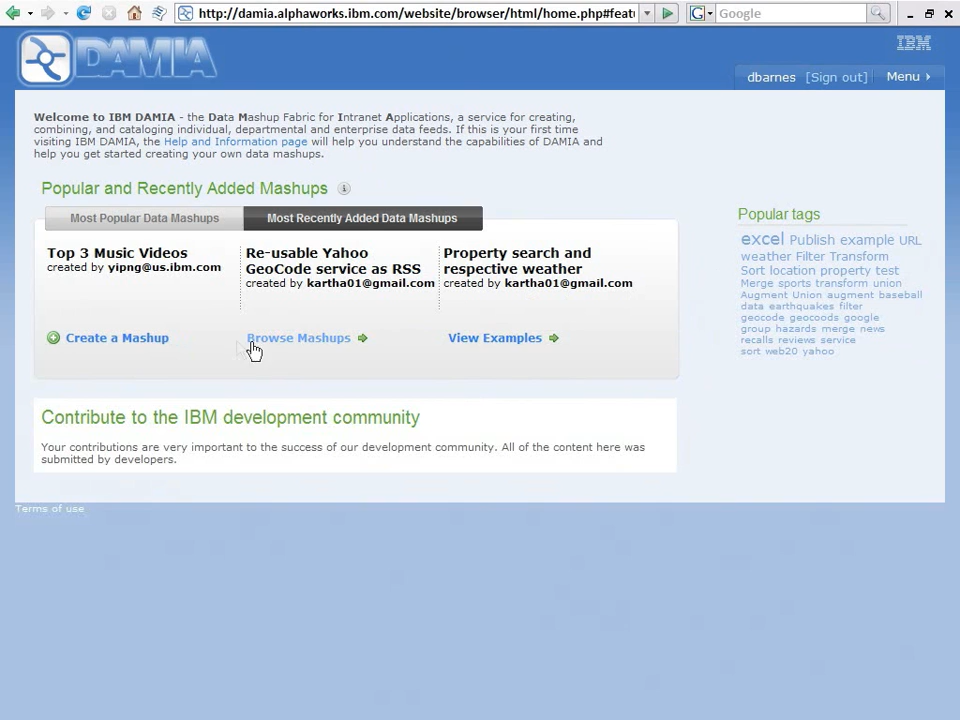 http://damia.alphaworks.ibm.com/website/browser/html/home.php#feat
Google
DAMIA
IBM
dbarnes [Sign out] Menu
Welcome to IBM DAMIA - the Data Mashup Fabric for Intranet Applications, a service for creating,
combining, and cataloging individual, departmental and enterprise data feeds. If this is your first time
visiting IBM DAMIA, the Help and Information page will help you understand the capabilities of DAMIA and
help you get started creating your own data mashups.
Popular and Recently Added Mashups
Most Popular Data Mashups
Most Recently Added Data Mashups
Top 3 Music Videos
created by yipng@us.ibm.com
Re-usable Yahoo
GeoCode service as RSS
created by kartha01@gmail.com
Property search and
respective weather
created by kartha01@gmail.com
Create a Mashup
Browse Mashups
View Examples
Contribute to the IBM development community
Your contributions are very important to the success of our development community. All of the content here was
submitted by developers.
Popular tags
excel Publish example URL
weather Filter Transform
Sort location property test
Merge sports transform union
Augment Union augment baseball
data earthquakes filter
geocode geocoods google
group hazards merge news
recalls reviews service
sort web20 yahoo
Terms of use